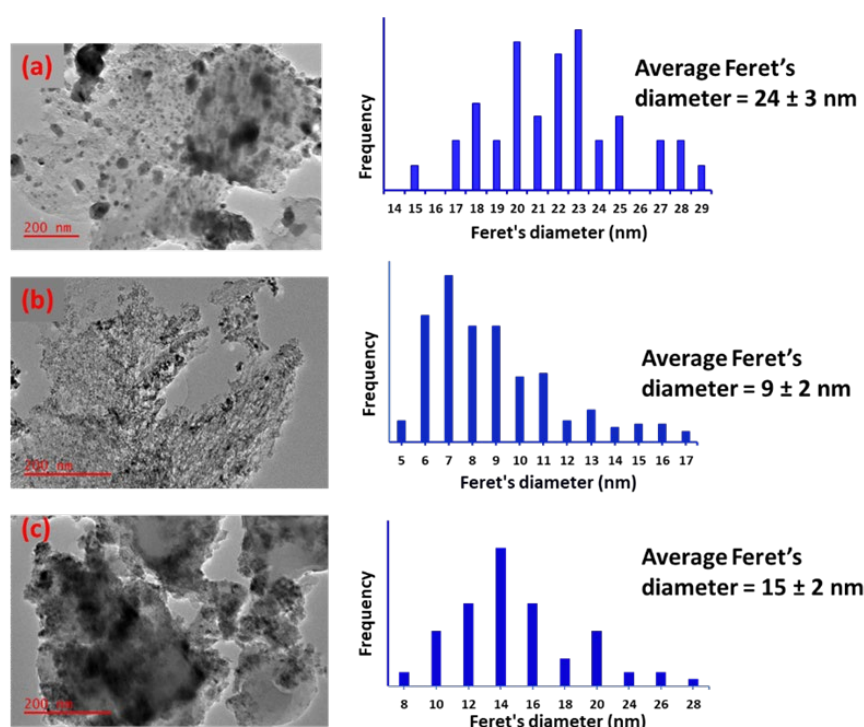 (a)
200 nm
Frequency
Average Feret's
diameter = 24 ± 3 nm
14 15 16 17 18 19 20 21 22 23 24 25 26 27 28 29
Feret's diameter (nm)
(b)
200 nm
Frequency
Average Feret's
diameter = 9 ± 2 nm
5 6 7 8 9 10 11 12 13 14 15 16 17
Feret's diameter (nm)
(c)
200 nm
Frequency
Average Feret's
diameter = 15 ± 2 nm
8 10 12 14 16 18 20 24 26 28
Feret's diameter (nm)